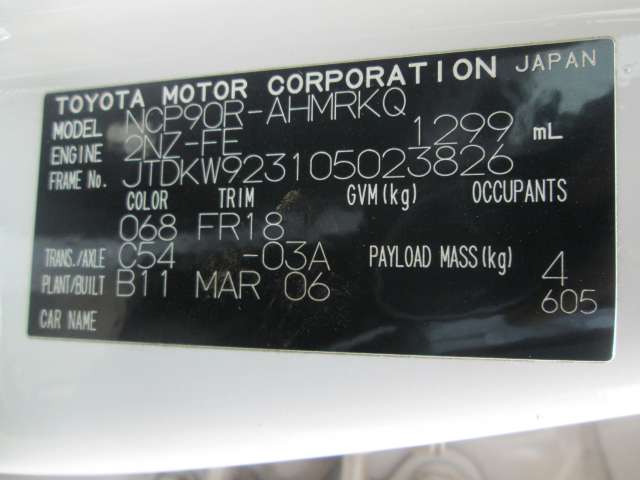 TOYOTA MOTOR CORPORATION JAPAN
MODEL NCP90R-AHMRKQ
ENGINE 2NZ-FE 1299 mL
FRAME No. JTDKW923105023826
COLOR TRIM GVM(kg) OCCUPANTS
068 FR18
TRANS./AXLE C54 -03A PAYLOAD MASS(kg) 4
PLANT/BUILT B11 MAR 06 605
CAR NAME